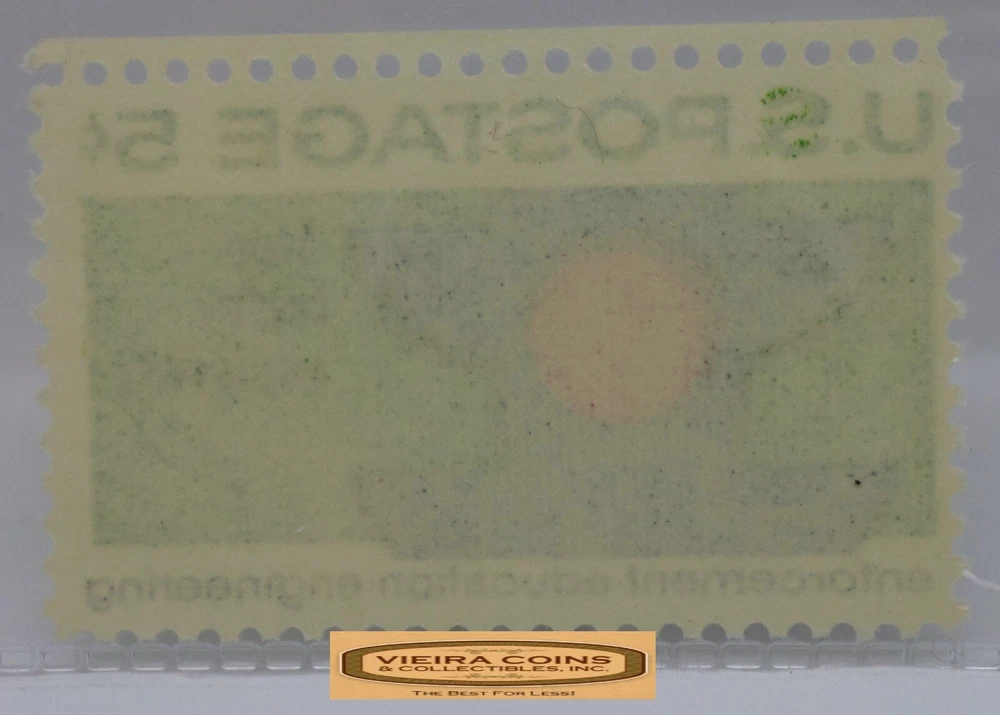 U.S. POSTAGE 5¢
enforcement·education·engineering
VIEIRA COINS
& COLLECTIBLES, INC.
THE BEST FOR LESS!